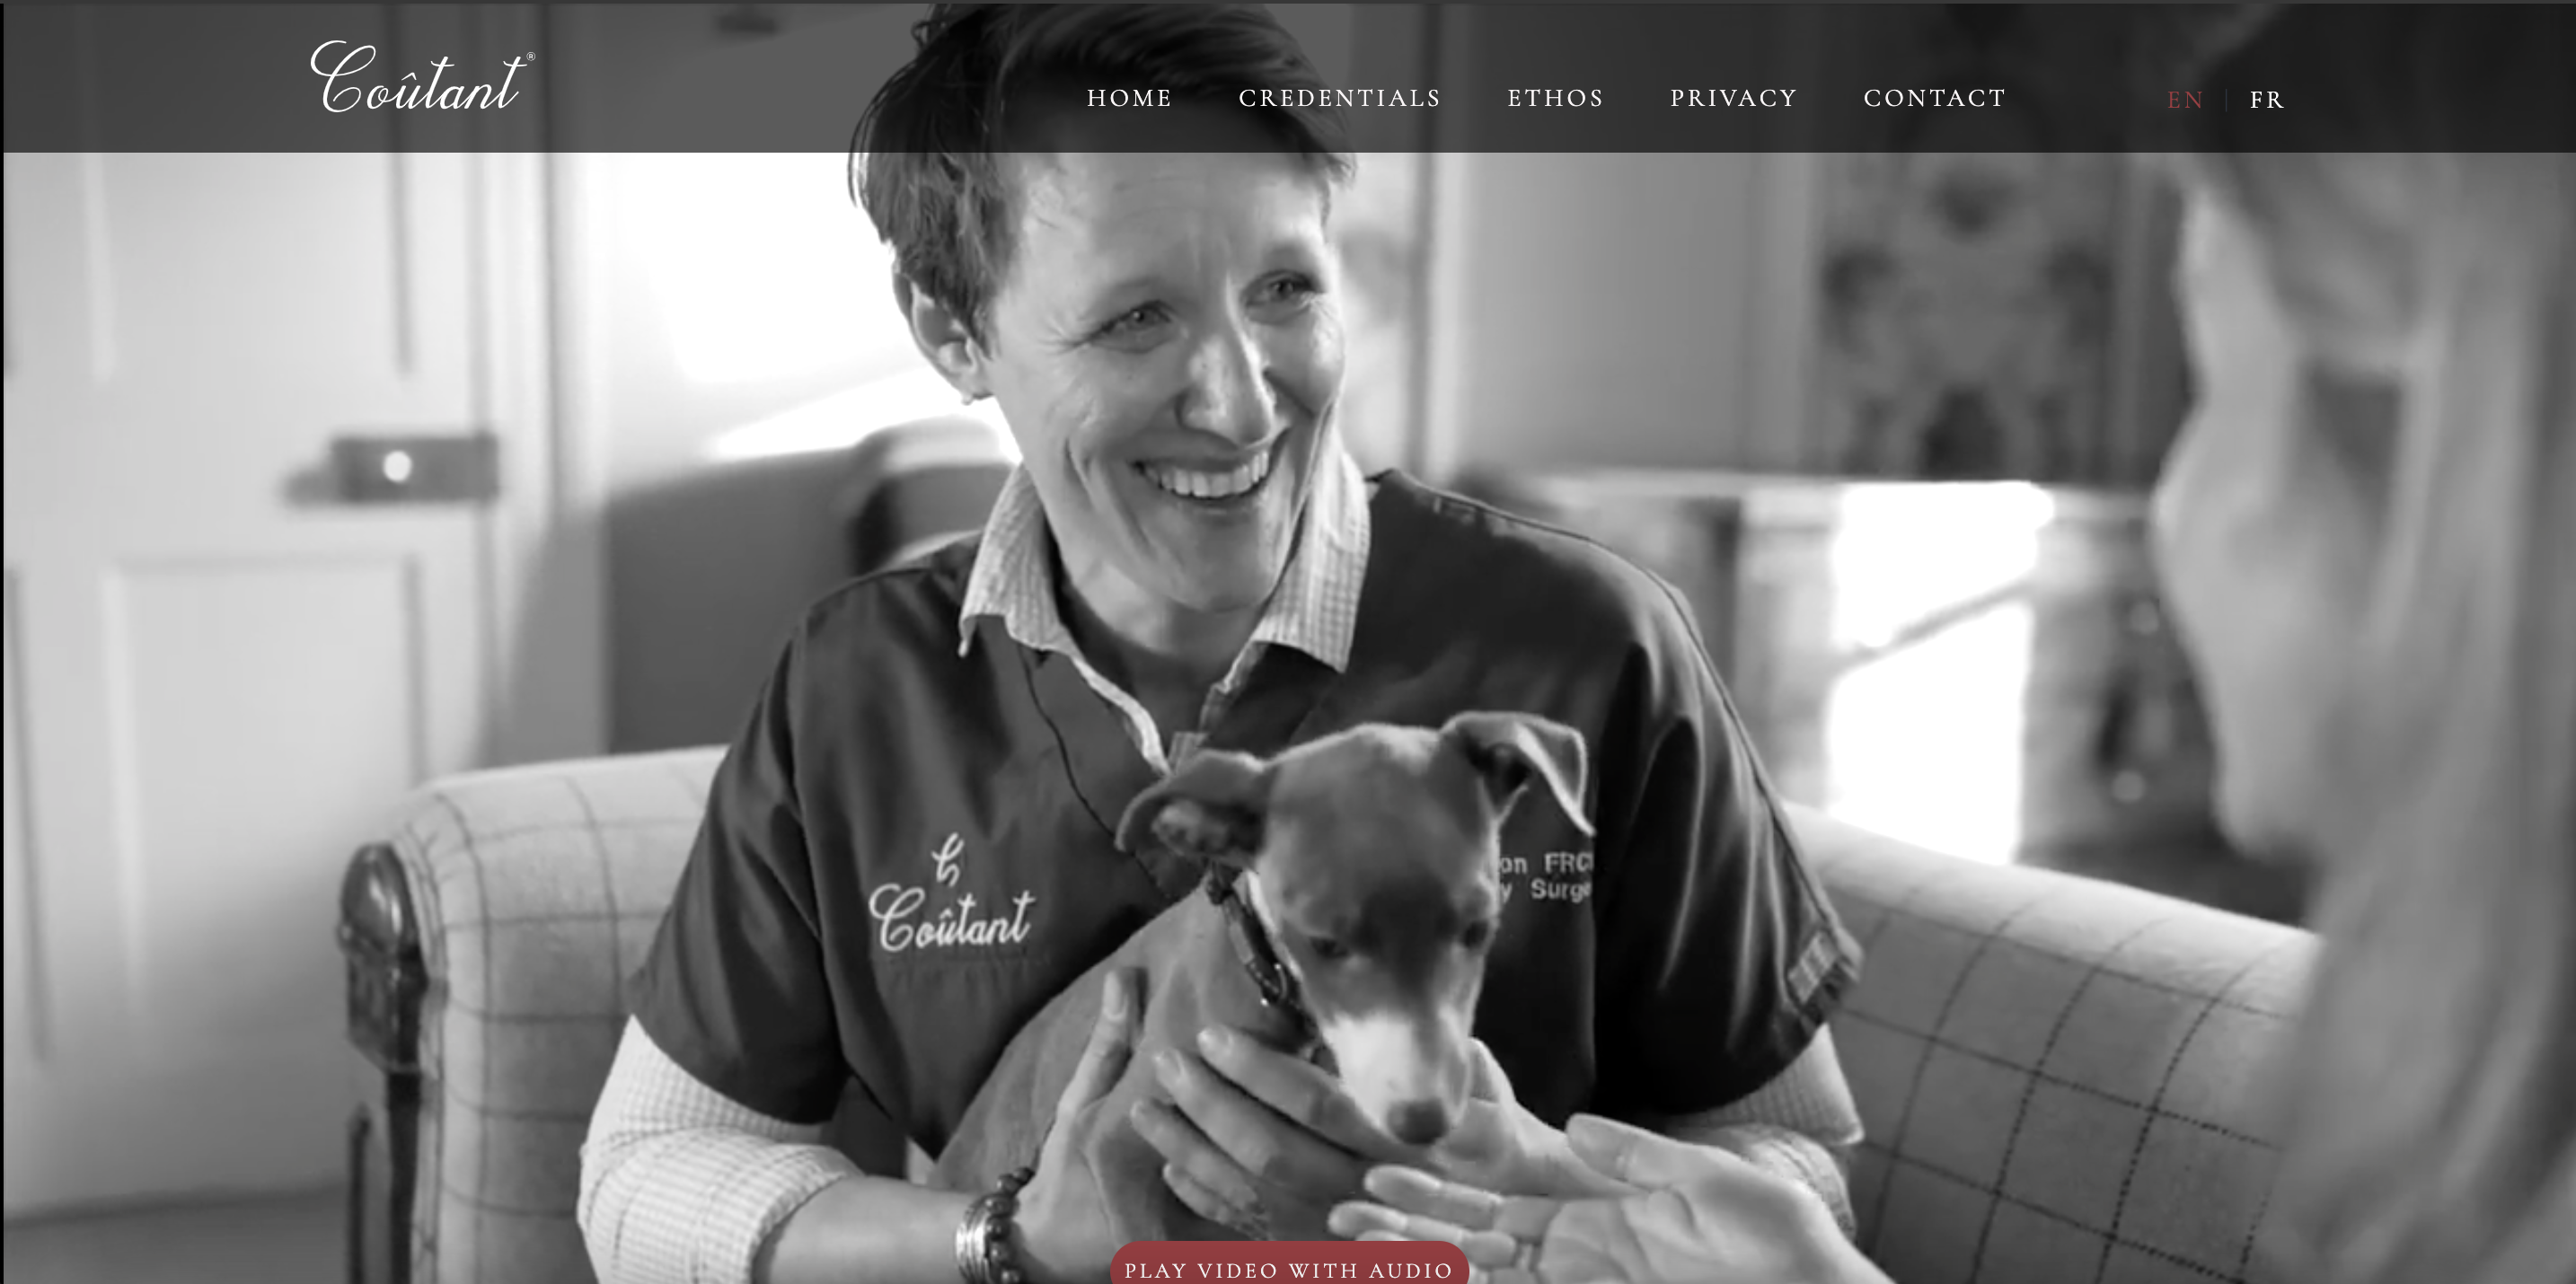 Coûtant®
HOME CREDENTIALS ETHOS PRIVACY CONTACT EN | FR
Coûtant
on FRC
y Surge
PLAY VIDEO WITH AUDIO